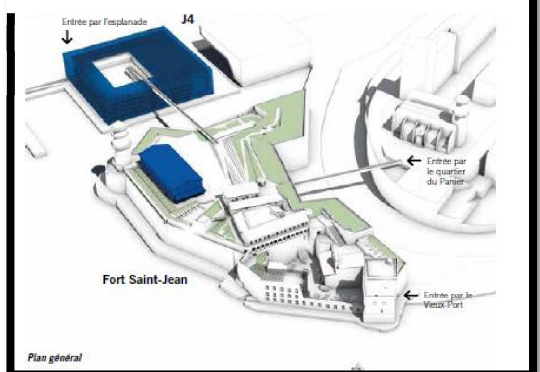 Entrée par l'esplanade
J4
Entrée par
le quartier
du Panier
Fort Saint-Jean
Entrée par le
Vieux-Port
Plan général